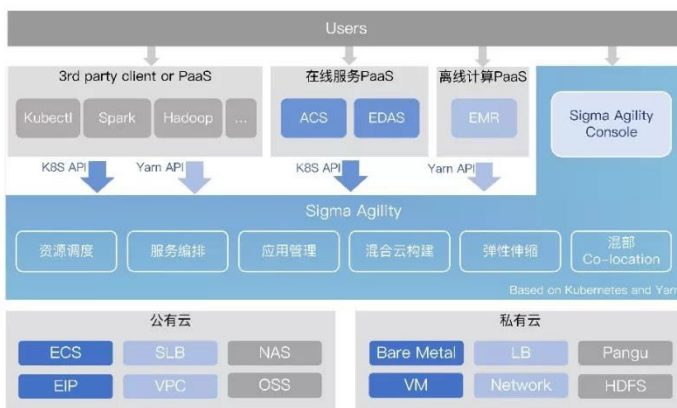 Users
3rd party client or PaaS
在线服务PaaS
离线计算PaaS
Kubectl
Spark
Hadoop
...
ACS
EDAS
EMR
Sigma Agility
Console
K8S API
Yarn API
K8S API
Yarn API
Sigma Agility
资源调度
服务编排
应用管理
混合云构建
弹性伸缩
混部
Co-location
Based on Kubernetes and Yarn
公有云
私有云
ECS
SLB
NAS
Bare Metal
LB
Pangu
EIP
VPC
OSS
VM
Network
HDFS